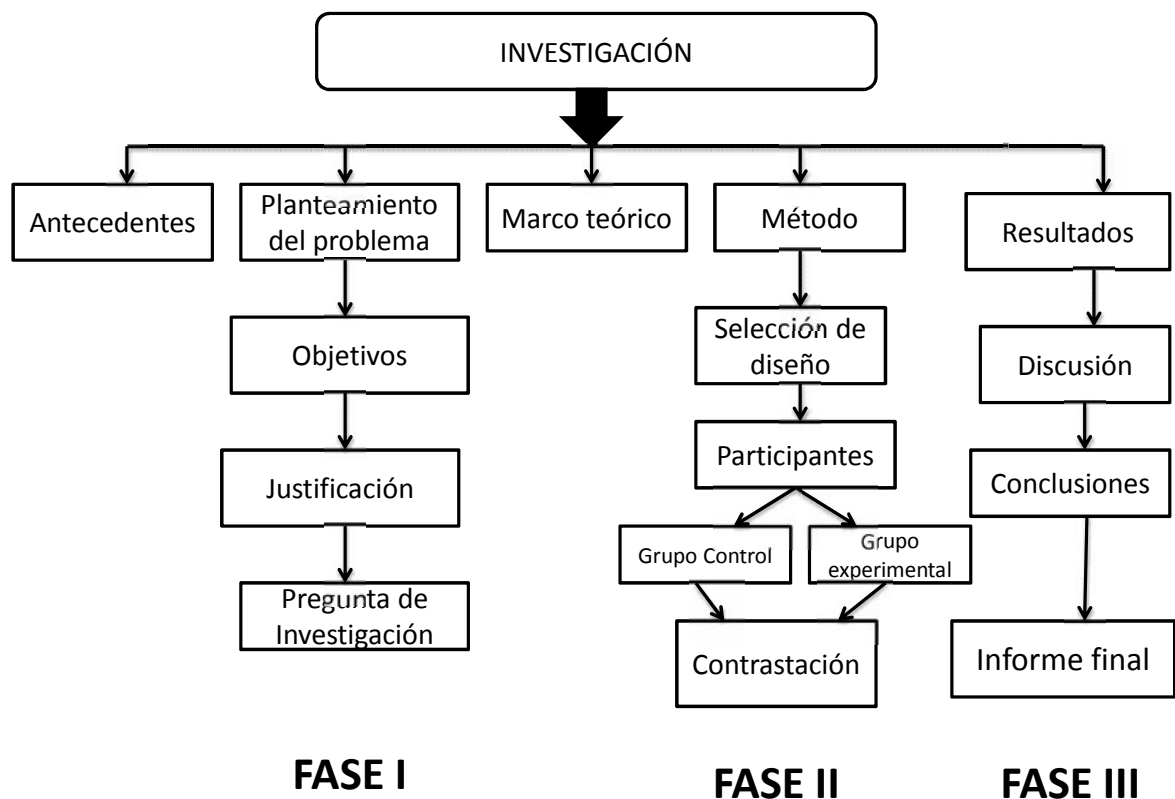 INVESTIGACIÓN
Antecedentes
Planteamiento
del problema
Marco teórico
Método
Resultados
Objetivos
Selección de
diseño
Discusión
Justificación
Participantes
Conclusiones
Grupo Control
Grupo
experimental
Pregunta de
Investigación
Contrastación
Informe final
FASE I
FASE II
FASE III